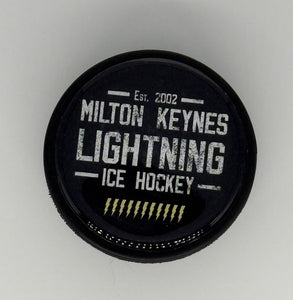 Est. 2002
MILTON KEYNES
LIGHTNING
ICE HOCKEY